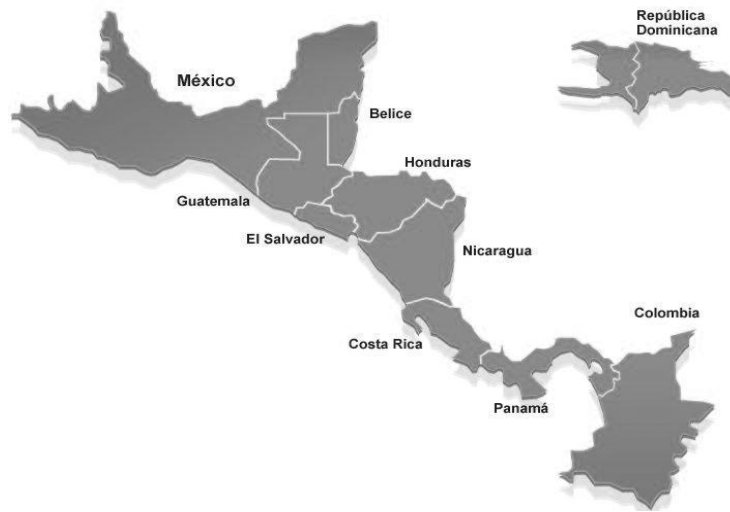 República
Dominicana
México
Belice
Honduras
Guatemala
El Salvador
Nicaragua
Colombia
Costa Rica
Panamá